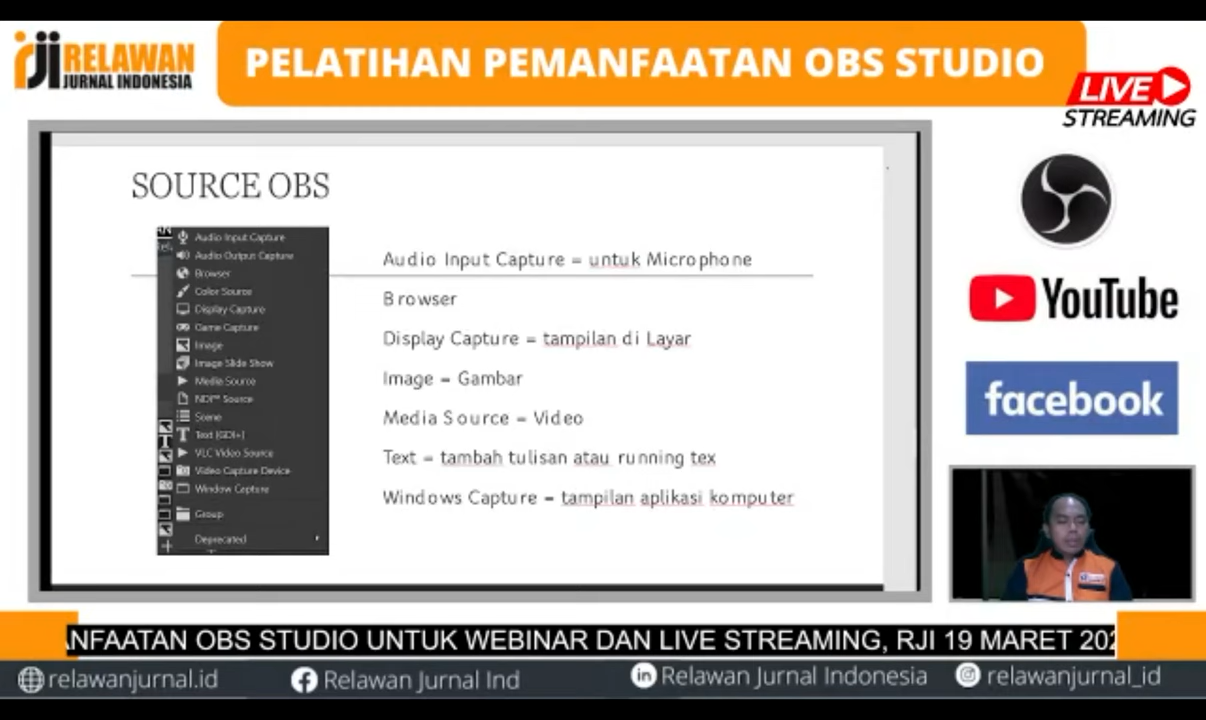 RELAWAN
JURNAL INDONESIA
PELATIHAN PEMANFAATAN OBS STUDIO
LIVE
STREAMING
SOURCE OBS
Audio Input Capture
Audio Output Capture
Browser
Color Source
Display Capture
Game Capture
Image
Image Slide Show
Media Source
NDI™ Source
Scene
Text (GDI+)
VLC Video Source
Video Capture Device
Window Capture
Group
Deprecated
Audio Input Capture = untuk Microphone
Browser
Display Capture = tampilan di Layar
Image = Gambar
Media Source = Video
Text = tambah tulisan atau running tex
Windows Capture = tampilan aplikasi komputer
YouTube
facebook
ANFAATAN OBS STUDIO UNTUK WEBINAR DAN LIVE STREAMING, RJI 19 MARET 202
relawanjurnal.id
Relawan Jurnal Ind
Relawan Jurnal Indonesia
relawanjurnal_id